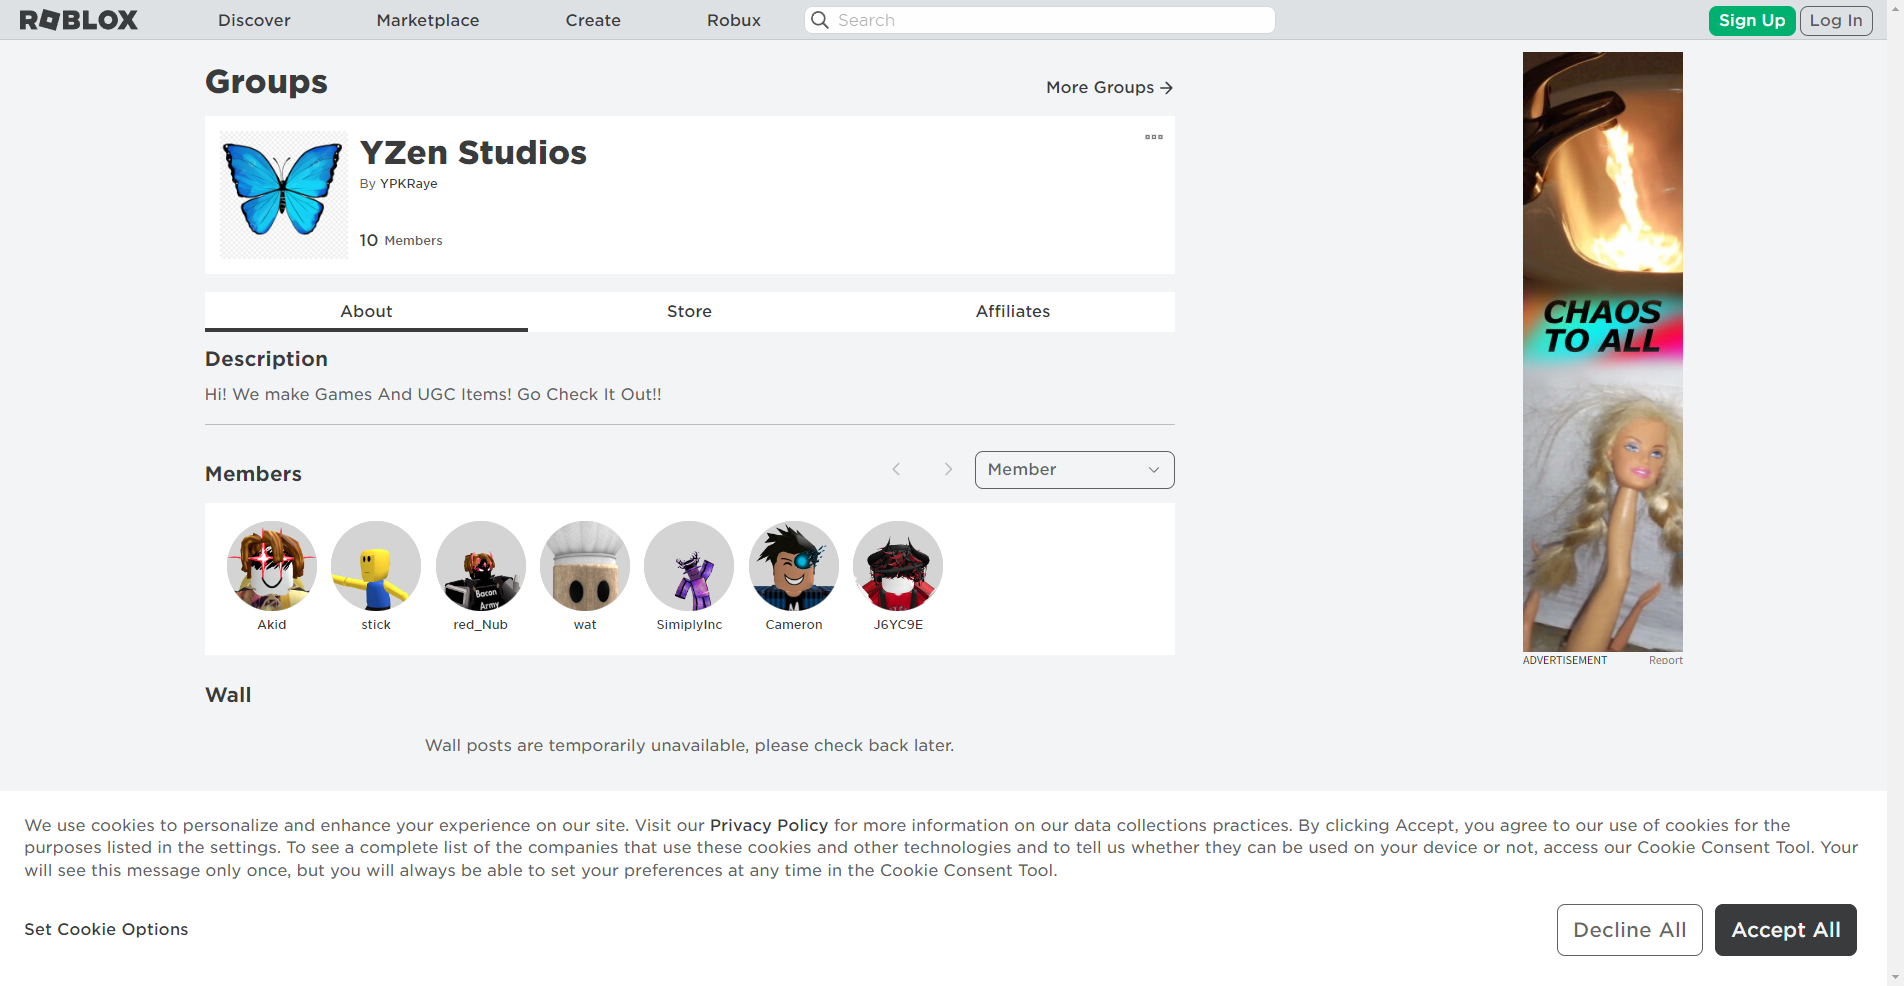 ROBLOX
Discover
Marketplace
Create
Robux
Search
Sign Up
Log In
Groups
More Groups
YZen Studios
By YPKRaye
10 Members
About
Store
Affiliates
Description
Hi! We make Games And UGC Items! Go Check It Out!!
Members
Member
Bacon
Army
Akid
stick
red_Nub
wat
SimiplyInc
Cameron
J6YC9E
Wall
Wall posts are temporarily unavailable, please check back later.
CHAOS
TO ALL
ADVERTISEMENT
Report
We use cookies to personalize and enhance your experience on our site. Visit our Privacy Policy for more information on our data collections practices. By clicking Accept, you agree to our use of cookies for the
purposes listed in the settings. To see a complete list of the companies that use these cookies and other technologies and to tell us whether they can be used on your device or not, access our Cookie Consent Tool. Your
will see this message only once, but you will always be able to set your preferences at any time in the Cookie Consent Tool.
Set Cookie Options
Decline All
Accept All